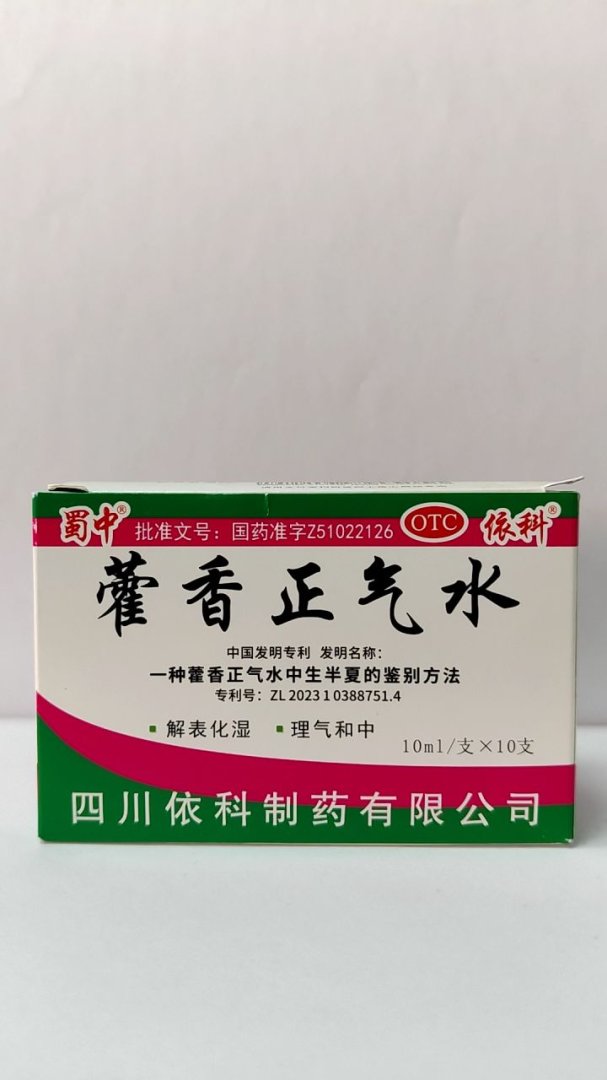 蜀中® 批准文号：国药准字Z51022126 OTC 依科®
藿香正气水
中国发明专利 发明名称：
一种藿香正气水中生半夏的鉴别方法
专利号：ZL 2023 1 0388751.4
▪ 解表化湿 ▪ 理气和中
10ml/支×10支
四川依科制药有限公司